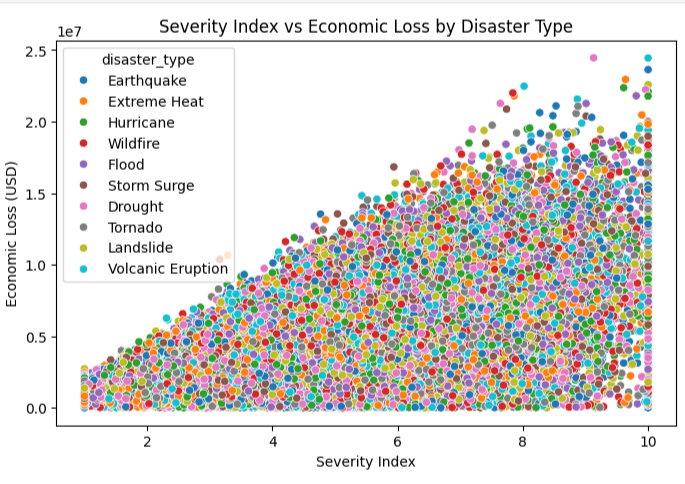 Severity Index vs Economic Loss by Disaster Type
1e7
2.5
2.0
1.5
1.0
0.5
0.0
Economic Loss (USD)
disaster_type
Earthquake
Extreme Heat
Hurricane
Wildfire
Flood
Storm Surge
Drought
Tornado
Landslide
Volcanic Eruption
2
4
6
8
10
Severity Index